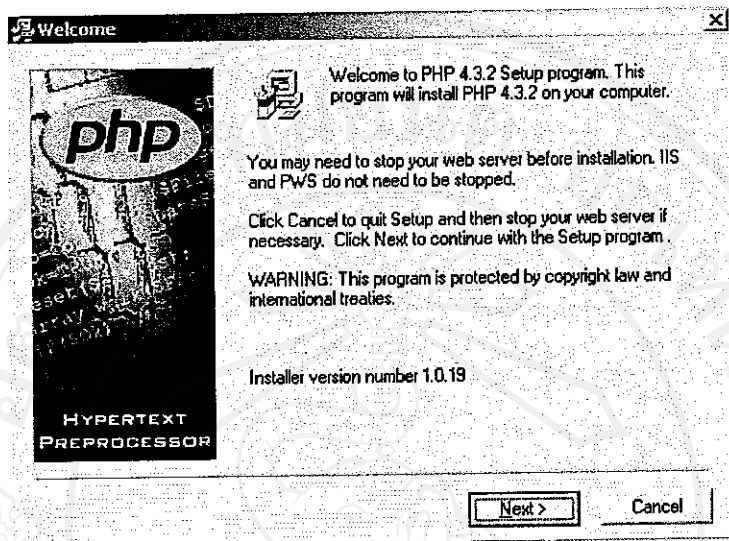 Welcome
php
Welcome to PHP 4.3.2 Setup program. This
program will install PHP 4.3.2 on your computer.
You may need to stop your web server before installation. IIS
and PWS do not need to be stopped.
Click Cancel to quit Setup and then stop your web server if
necessary. Click Next to continue with the Setup program .
WARNING: This program is protected by copyright law and
international treaties.
Installer version number 1.0.19
HYPERTEXT
PREPROCESSOR
Next >
Cancel